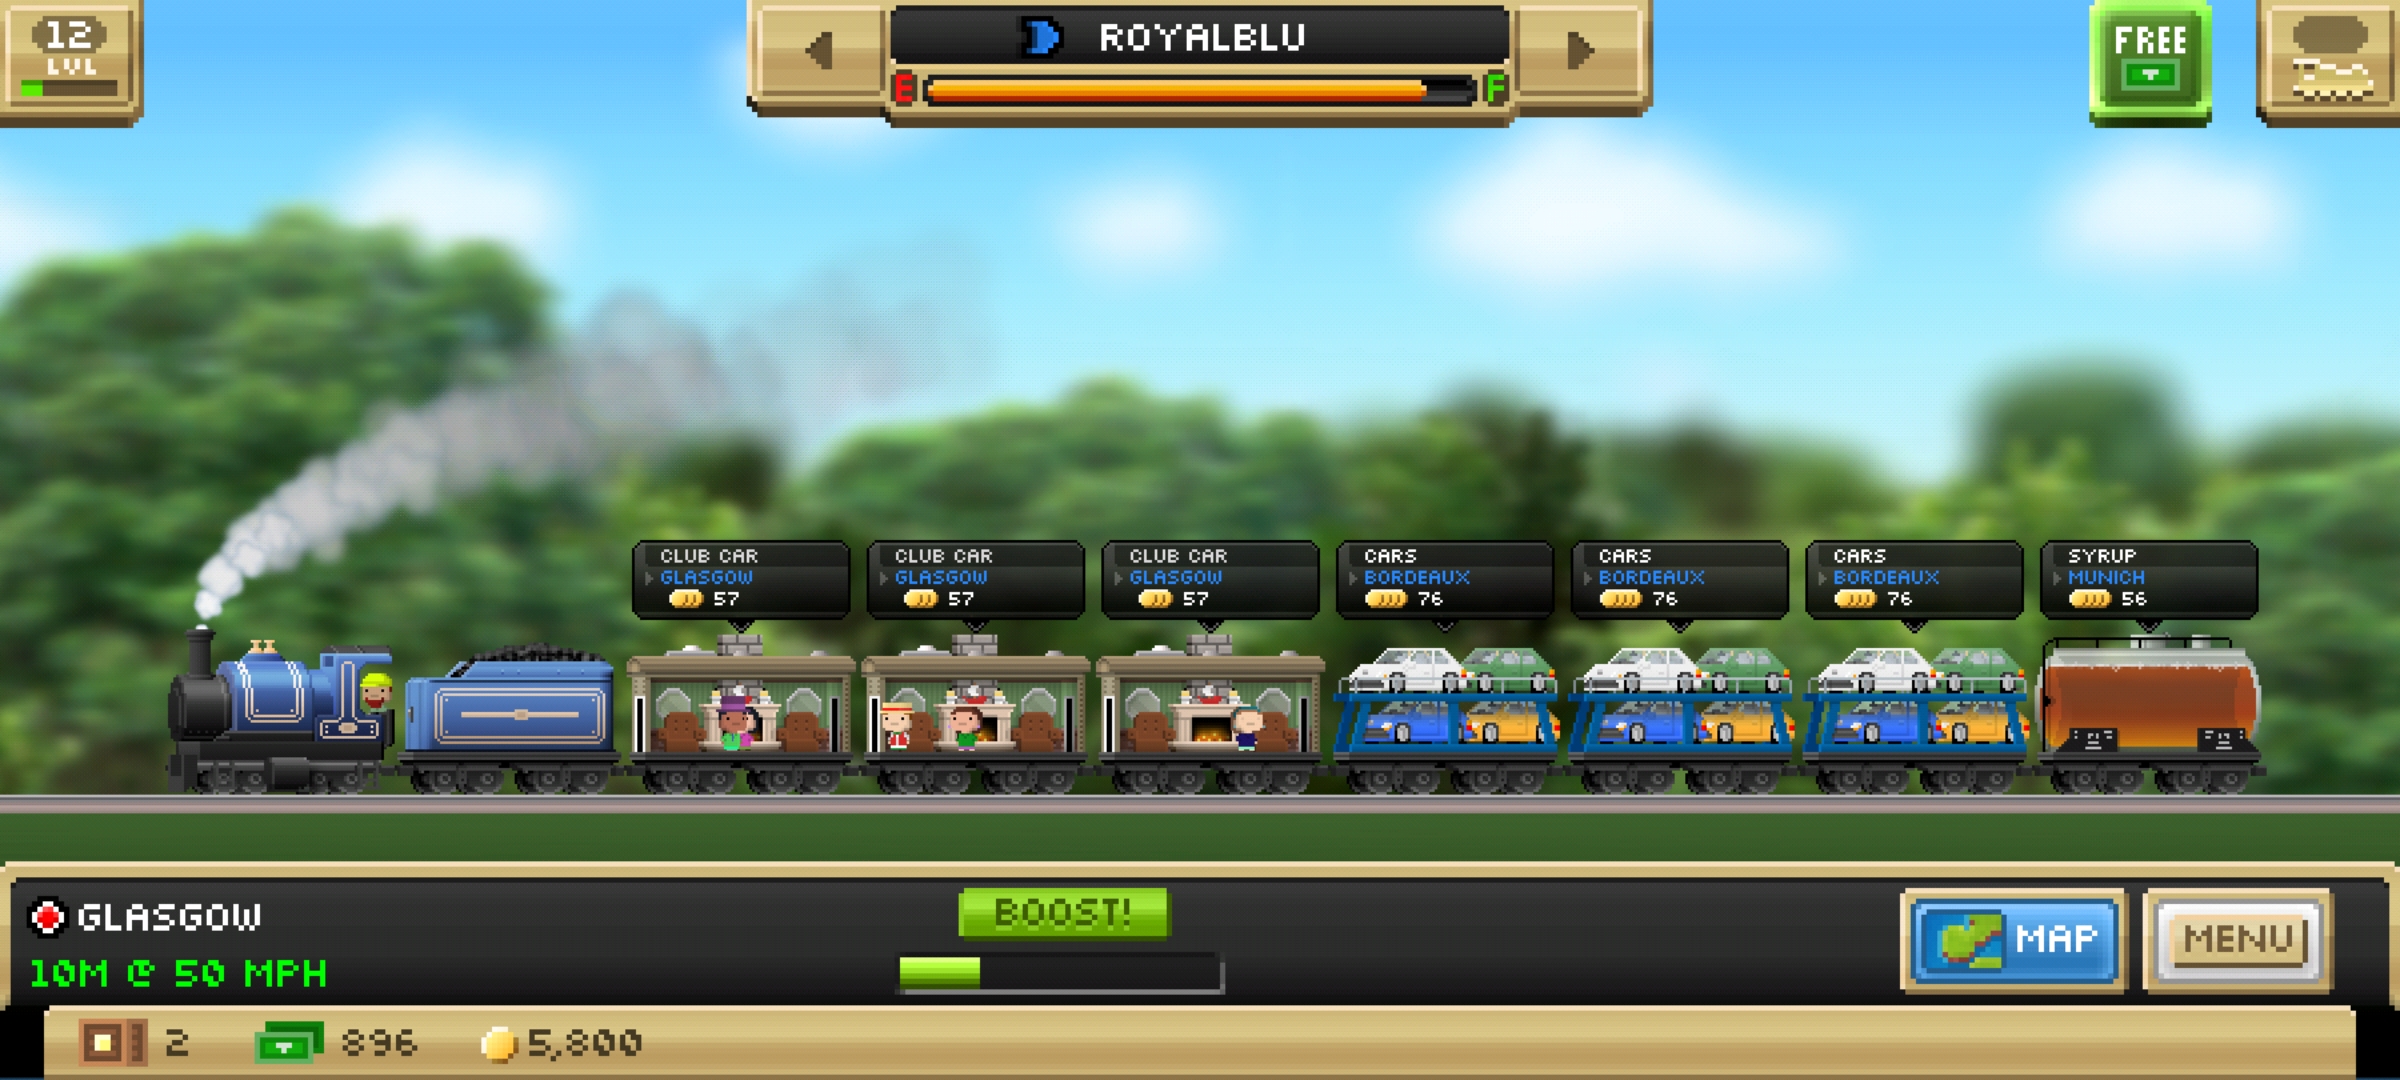 12
LVL
ROYALBLU
E
F
FREE
CLUB CAR
GLASGOW
57
CLUB CAR
GLASGOW
57
CLUB CAR
GLASGOW
57
CARS
BORDEAUX
76
CARS
BORDEAUX
76
CARS
BORDEAUX
76
SYRUP
MUNICH
56
GLASGOW
10M @ 50 MPH
BOOST!
MAP
MENU
2
896
5,800